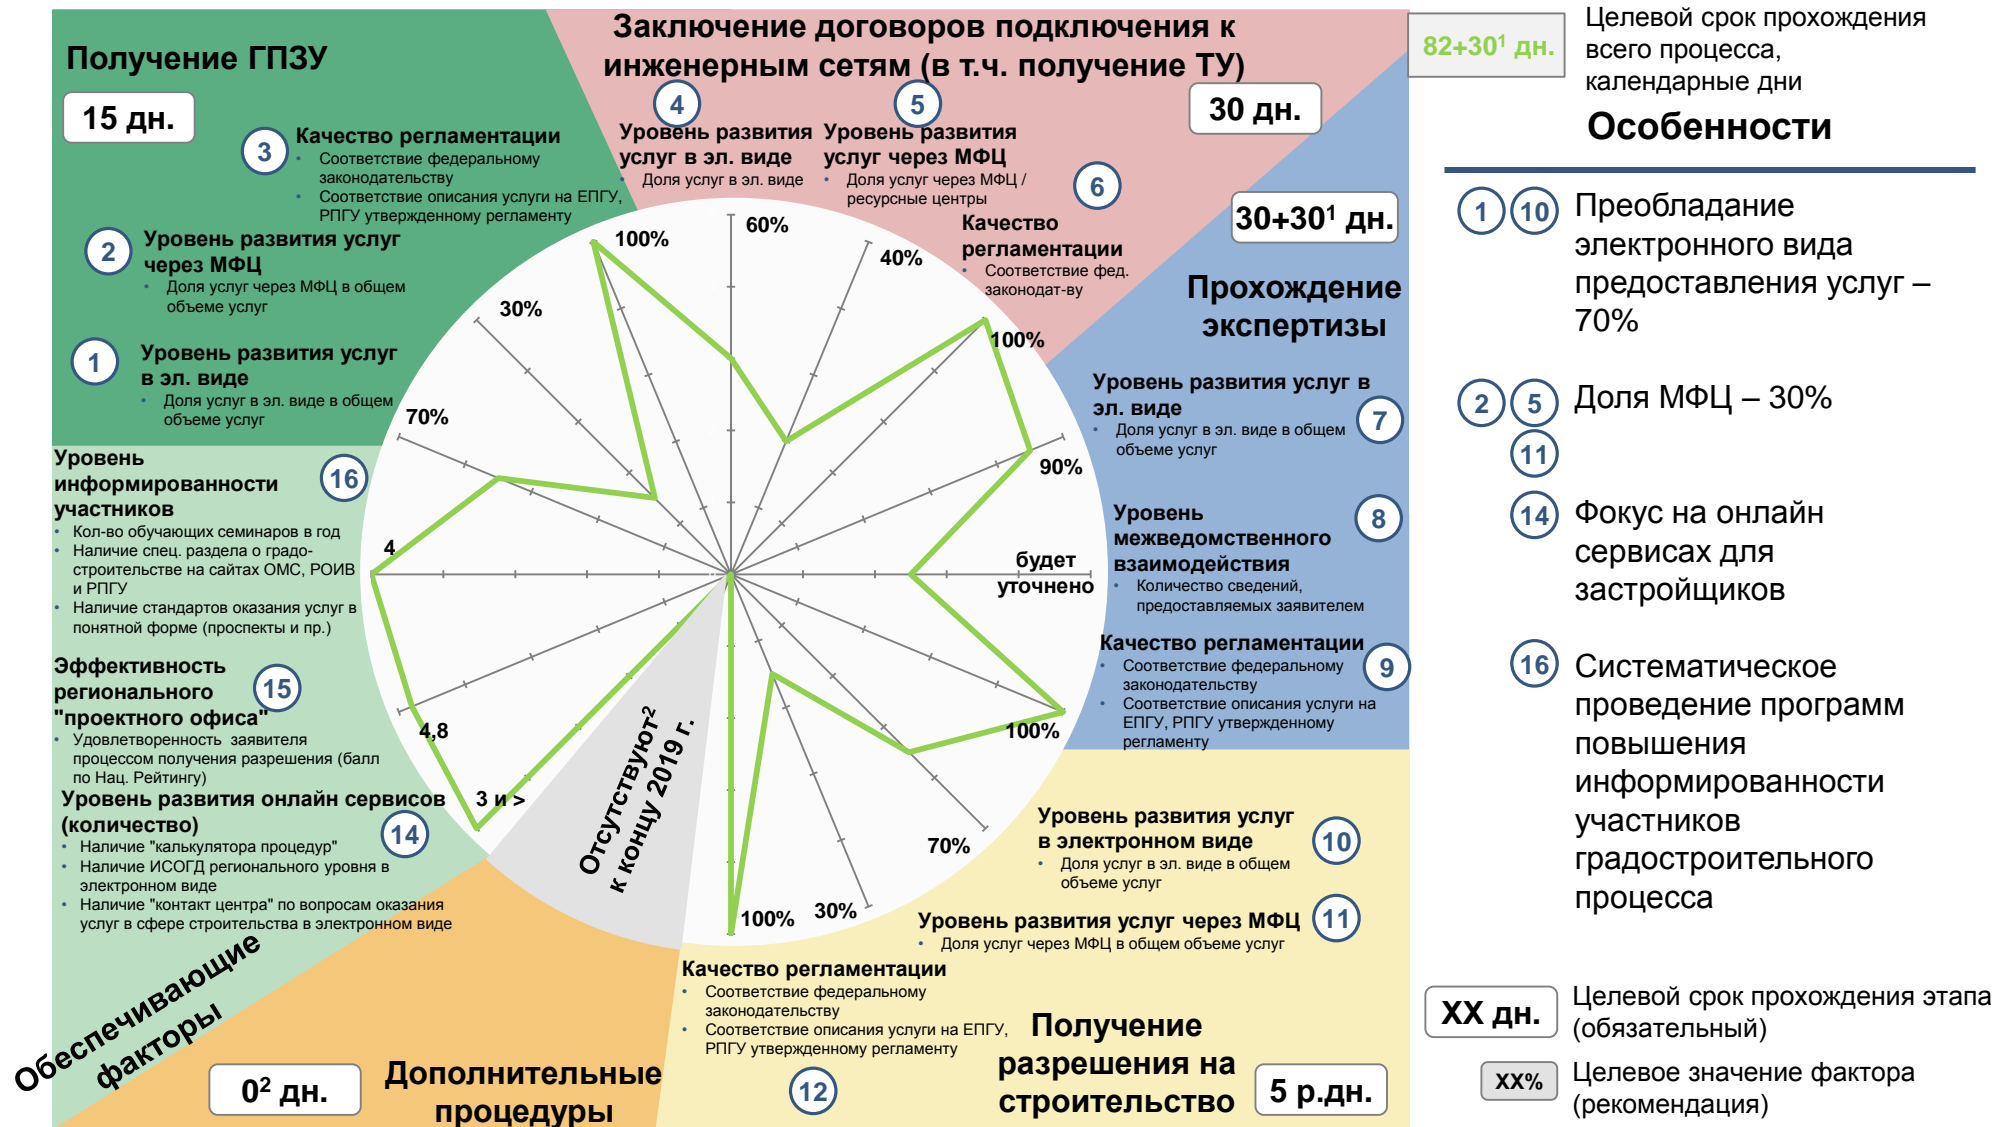 Получение ГПЗУ
15 дн.
3
Качество регламентации
• Соответствие федеральному
законодательству
• Соответствие описания услуги на ЕПГУ,
РПГУ утвержденному регламенту
2
Уровень развития услуг
через МФЦ
• Доля услуг через МФЦ в общем
объеме услуг
1
Уровень развития услуг
в эл. виде
• Доля услуг в эл. виде в общем
объеме услуг
Заключение договоров подключения к
инженерным сетям (в т.ч. получение ТУ)
30 дн.
4
Уровень развития
услуг в эл. виде
• Доля услуг в эл. виде
5
Уровень развития
услуг через МФЦ
• Доля услуг через МФЦ /
ресурсные центры
6
Качество
регламентации
• Соответствие фед.
законодат-ву
30+30¹ дн.
Прохождение
экспертизы
Уровень развития услуг в
эл. виде
7
• Доля услуг в эл. виде в общем
объеме услуг
Уровень
межведомственного
взаимодействия
8
• Количество сведений,
предоставляемых заявителем
Качество регламентации
9
• Соответствие федеральному
законодательству
• Соответствие описания услуги на
ЕПГУ, РПГУ утвержденному
регламенту
Уровень развития услуг
в электронном виде
10
• Доля услуг в эл. виде в общем
объеме услуг
Уровень развития услуг через МФЦ
11
• Доля услуг через МФЦ в общем объеме услуг
Качество регламентации
• Соответствие федеральному
законодательству
• Соответствие описания услуги на ЕПГУ,
РПГУ утвержденному регламенту
12
Получение
разрешения на
строительство
5 р.дн.
Дополнительные
процедуры
0² дн.
Отсутствуют²
к концу 2019 г.
Обеспечивающие
факторы
Уровень
информированности
участников
16
• Кол-во обучающих семинаров в год
• Наличие спец. раздела о градо-
строительстве на сайтах ОМС, РОИВ
и РПГУ
• Наличие стандартов оказания услуг в
понятной форме (проспекты и пр.)
Эффективность
регионального
"проектного офиса"
15
• Удовлетворенность заявителя
процессом получения разрешения (балл
по Нац. Рейтингу)
Уровень развития онлайн сервисов
(количество)
14
• Наличие "калькулятора процедур"
• Наличие ИСОГД регионального уровня в
электронном виде
• Наличие "контакт центра" по вопросам оказания
услуг в сфере строительства в электронном виде
60%
40%
100%
90%
будет
уточнено
100%
70%
30%
100%
3 и >
4,8
4
70%
30%
100%
82+30¹ дн.
Целевой срок прохождения
всего процесса,
календарные дни
Особенности
1 10
Преобладание
электронного вида
предоставления услуг –
70%
2 5
11
Доля МФЦ – 30%
14
Фокус на онлайн
сервисах для
застройщиков
16
Систематическое
проведение программ
повышения
информированности
участников
градостроительного
процесса
XX дн.
Целевой срок прохождения этапа
(обязательный)
XX%
Целевое значение фактора
(рекомендация)